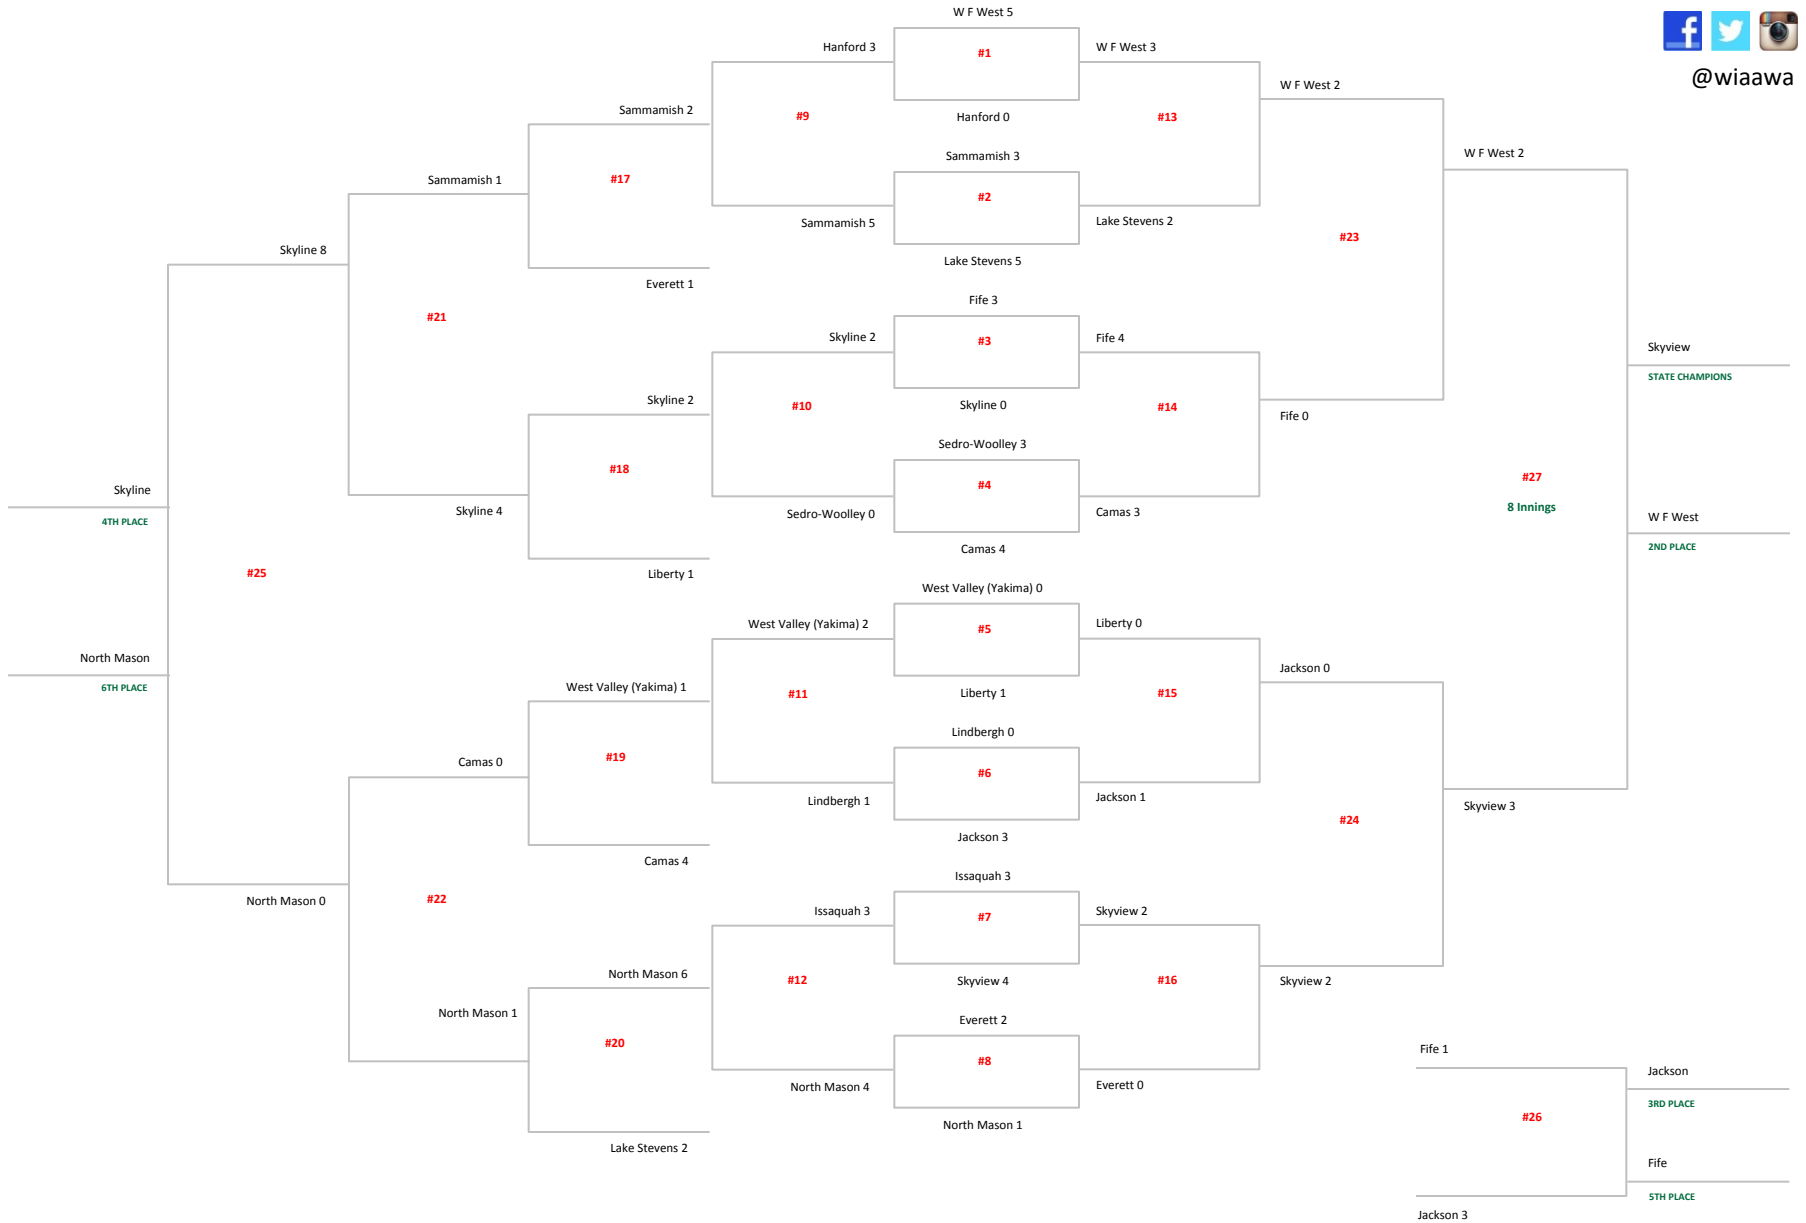 W F West 5
Hanford 3
#1
W F West 3
@wiaawa
W F West 2
Sammamish 2
#9
Hanford 0
#13
W F West 2
Sammamish 3
Sammamish 1
#17
#2
Sammamish 5
Lake Stevens 2
#23
Skyline 8
Lake Stevens 5
Everett 1
Fife 3
#21
Skyline 2
#3
Fife 4
Skyview
STATE CHAMPIONS
Skyline 2
#10
Skyline 0
#14
Fife 0
Sedro-Woolley 3
#18
#4
#27
Skyline
Skyline 4
Sedro-Woolley 0
Camas 3
8 Innings
4TH PLACE
W F West
2ND PLACE
Camas 4
#25
Liberty 1
West Valley (Yakima) 0
West Valley (Yakima) 2
#5
Liberty 0
North Mason
Jackson 0
6TH PLACE
West Valley (Yakima) 1
#11
Liberty 1
#15
Lindbergh 0
Camas 0
#19
#6
Lindbergh 1
Jackson 1
Skyview 3
#24
Jackson 3
Camas 4
Issaquah 3
North Mason 0
#22
Issaquah 3
#7
Skyview 2
North Mason 6
#12
Skyview 4
#16
Skyview 2
North Mason 1
Everett 2
#20
#8
Fife 1
Jackson
North Mason 4
Everett 0
3RD PLACE
North Mason 1
#26
Lake Stevens 2
Fife
5TH PLACE
Jackson 3